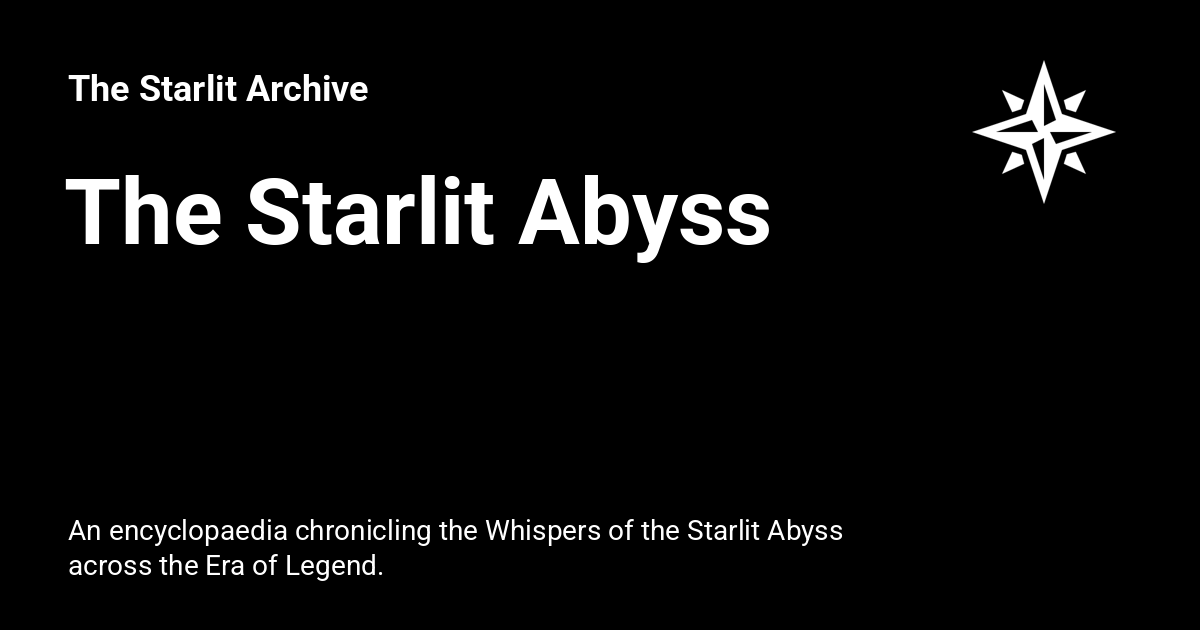 The Starlit Archive
The Starlit Abyss
An encyclopaedia chronicling the Whispers of the Starlit Abyss
across the Era of Legend.